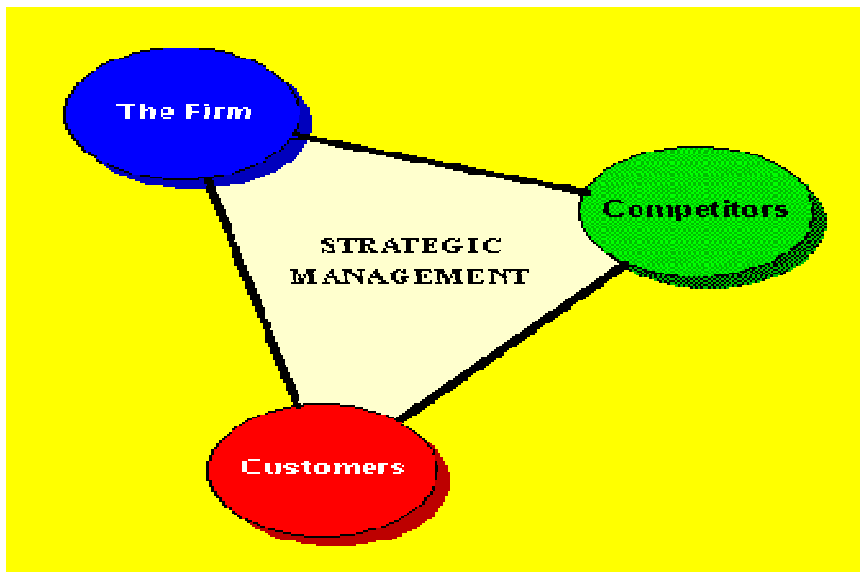 The Firm
Competitors
STRATEGIC
MANAGEMENT
Customers